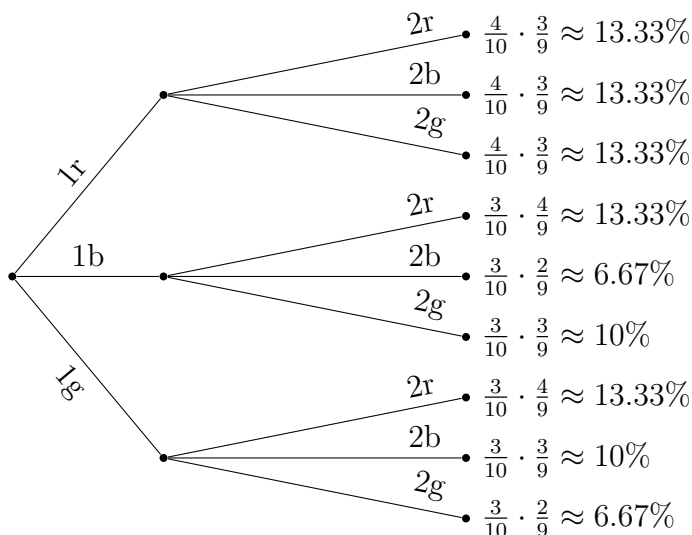 2r 4/10 · 3/9 ≈ 13.33%
2b 4/10 · 3/9 ≈ 13.33%
2g 4/10 · 3/9 ≈ 13.33%
1r
2r 3/10 · 4/9 ≈ 13.33%
1b 2b 3/10 · 2/9 ≈ 6.67%
2g 3/10 · 3/9 ≈ 10%
1g
2r 3/10 · 4/9 ≈ 13.33%
2b 3/10 · 3/9 ≈ 10%
2g 3/10 · 2/9 ≈ 6.67%